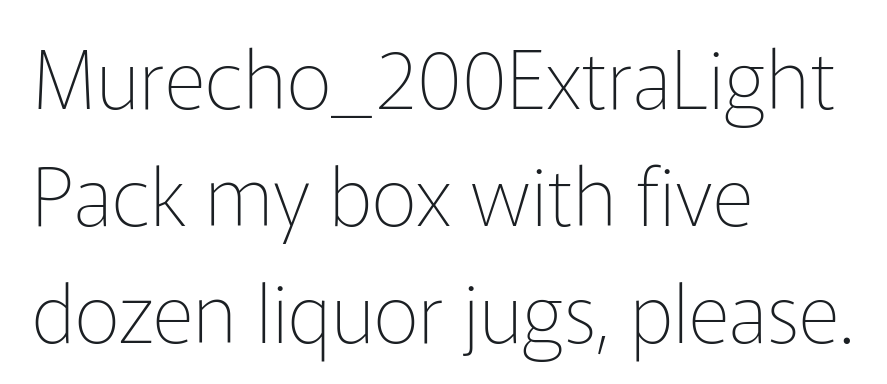 Murecho_200ExtraLight
Pack my box with five
dozen liquor jugs, please.